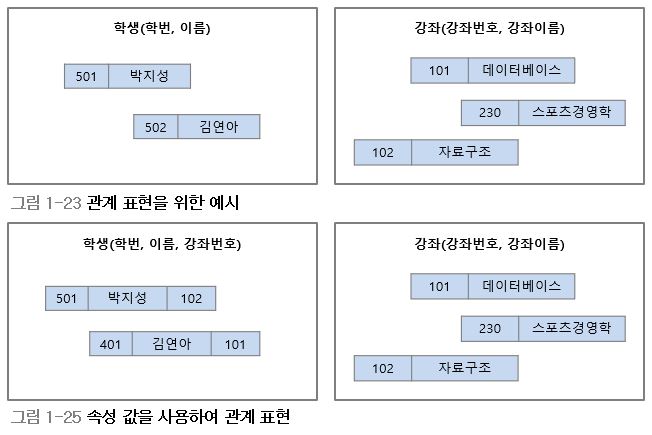 학생(학번, 이름)
501 박지성
502 김연아
강좌(강좌번호, 강좌이름)
101 데이터베이스
230 스포츠경영학
102 자료구조
그림 1-23 관계 표현을 위한 예시
학생(학번, 이름, 강좌번호)
501 박지성 102
401 김연아 101
강좌(강좌번호, 강좌이름)
101 데이터베이스
230 스포츠경영학
102 자료구조
그림 1-25 속성 값을 사용하여 관계 표현